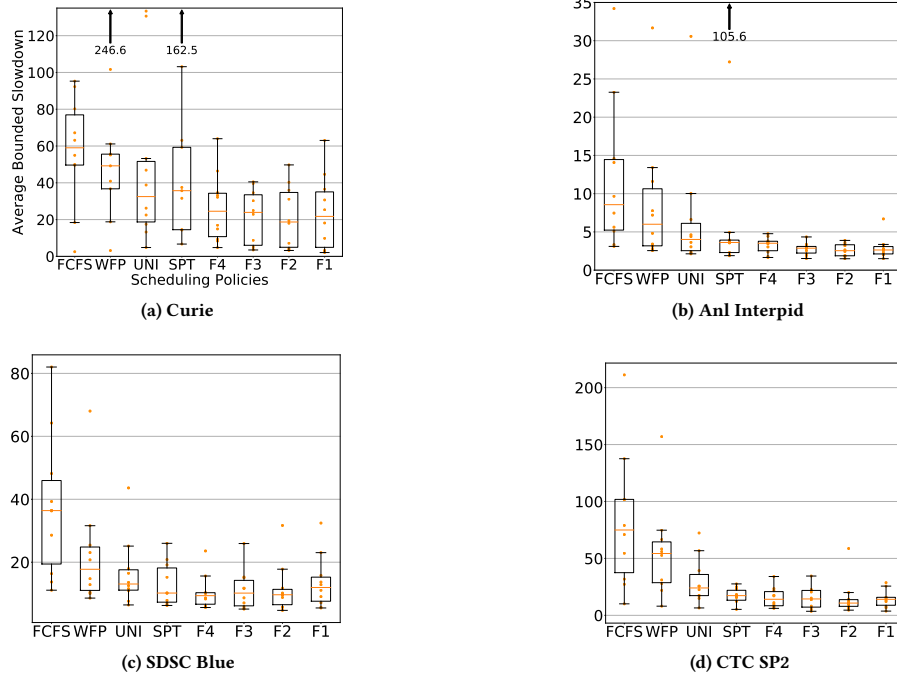 120
100
80
60
40
20
0
Average Bounded Slowdown
246.6
162.5
FCFS WFP UNI SPT F4 F3 F2 F1
Scheduling Policies
(a) Curie
35
30
25
20
15
10
5
0
105.6
FCFS WFP UNI SPT F4 F3 F2 F1
(b) Anl Interpid
80
60
40
20
FCFS WFP UNI SPT F4 F3 F2 F1
(c) SDSC Blue
200
150
100
50
0
FCFS WFP UNI SPT F4 F3 F2 F1
(d) CTC SP2